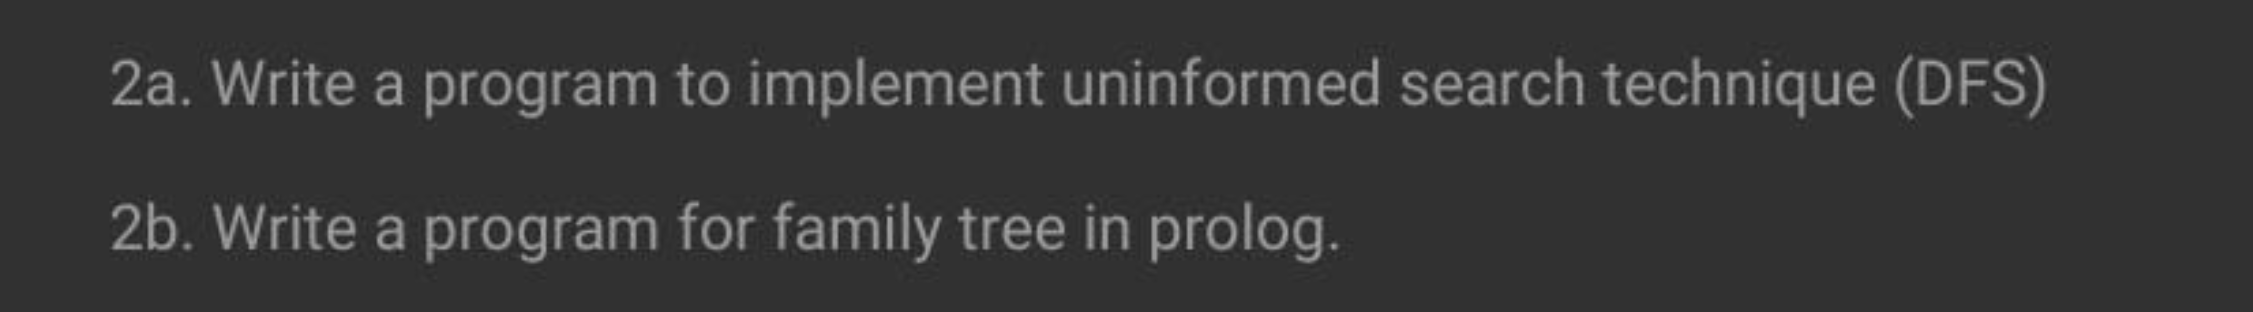 2a. Write a program to implement uninformed search technique (DFS)
2b. Write a program for family tree in prolog.